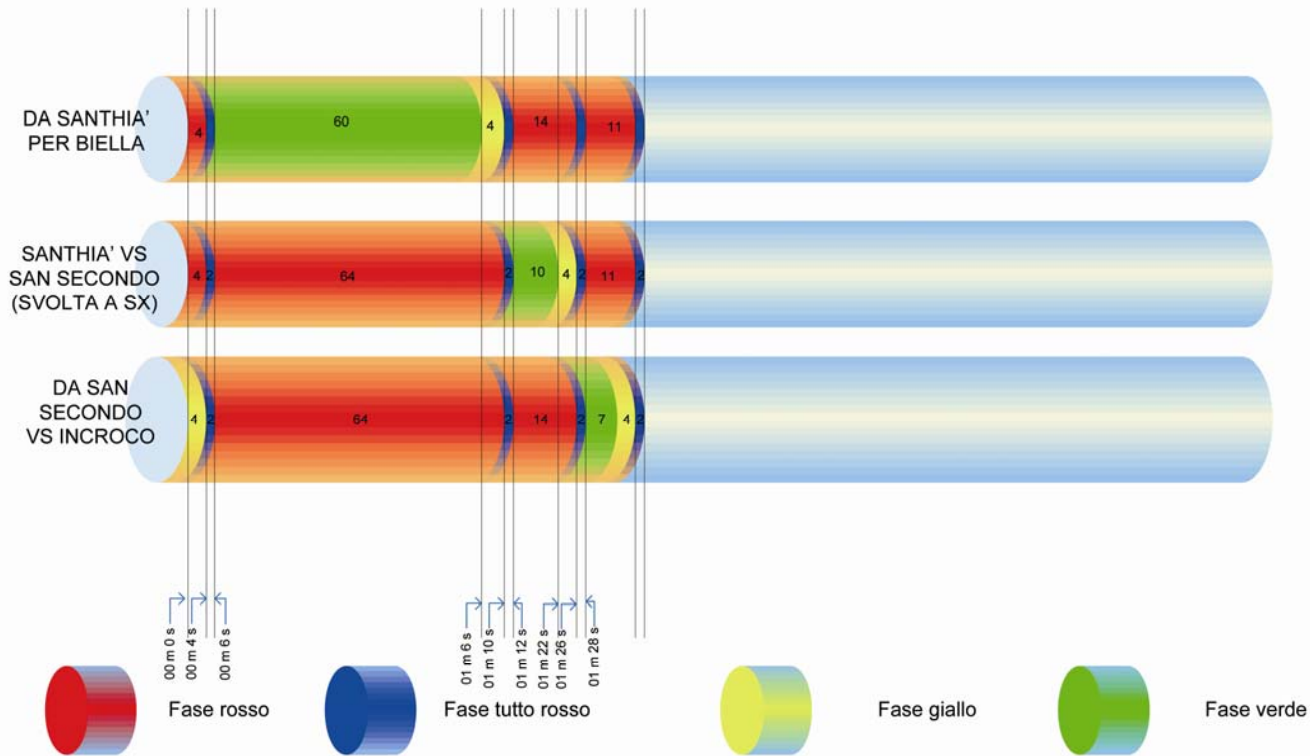 DA SANTHIA'
PER BIELLA
4
60
4
14
11
SANTHIA' VS
SAN SECONDO
(SVOLTA A SX)
4
2
64
2
10
4
2
11
2
DA SAN
SECONDO
VS INCROCO
4
2
64
2
14
2
7
4
2
00 m 0 s
00 m 4 s
00 m 6 s
01 m 6 s
01 m 10 s
01 m 12 s
01 m 22 s
01 m 26 s
01 m 28 s
Fase rosso
Fase tutto rosso
Fase giallo
Fase verde